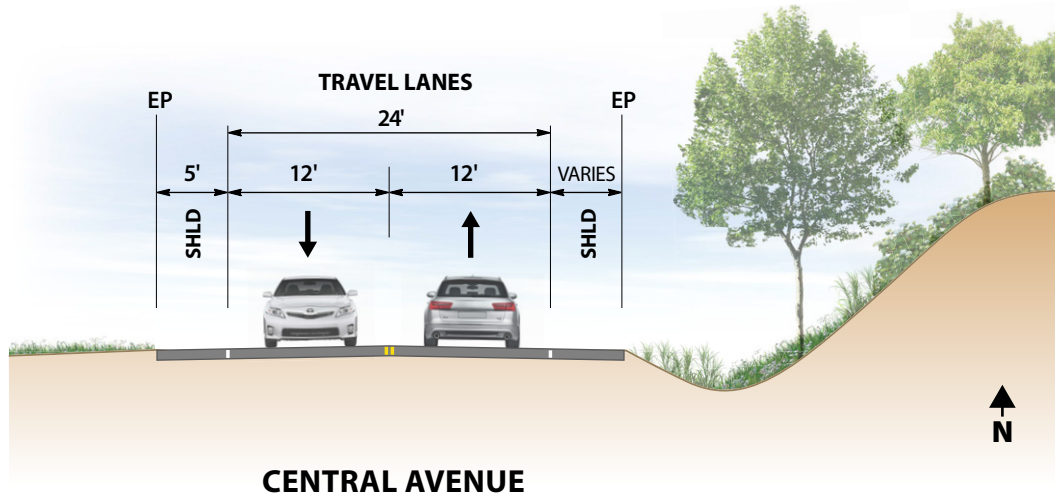 TRAVEL LANES
EP
EP
24'
5'
12'
12'
VARIES
SHLD
SHLD
N
CENTRAL AVENUE